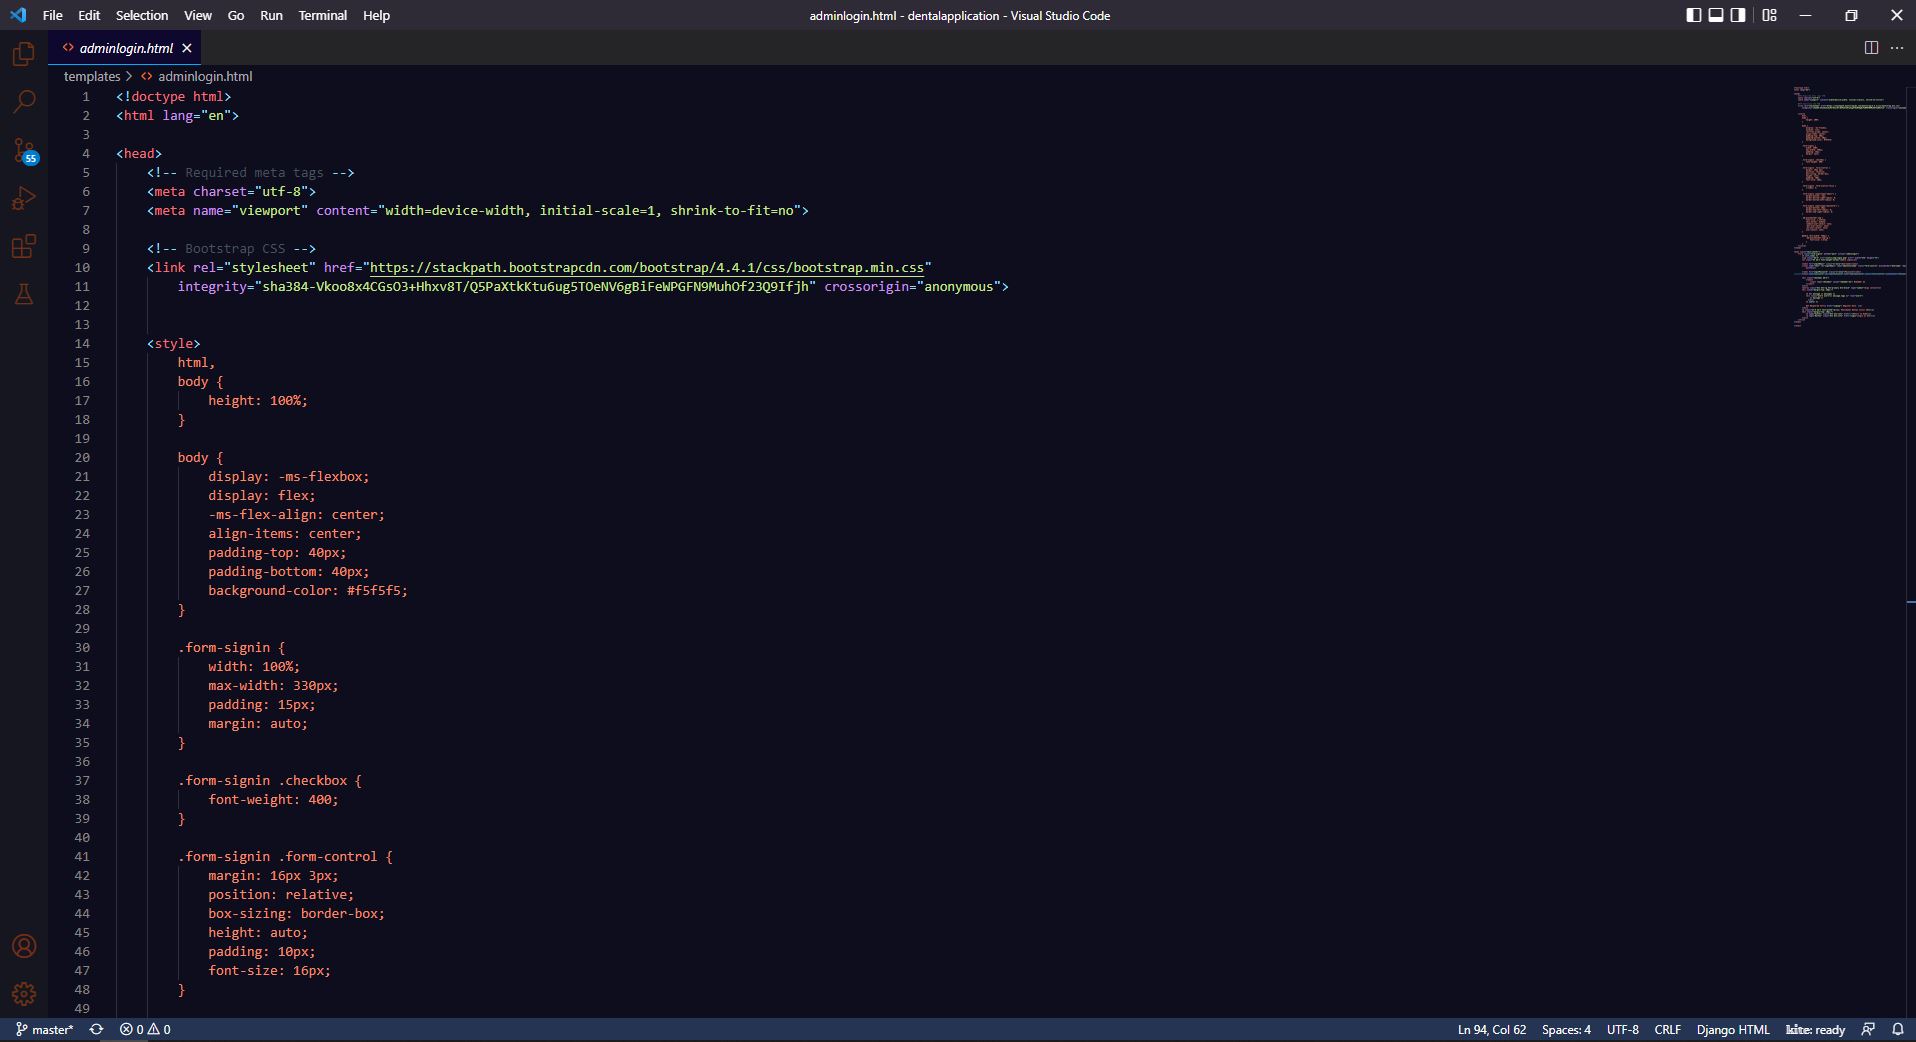 File Edit Selection View Go Run Terminal Help
adminlogin.html - dentalapplication - Visual Studio Code
<> adminlogin.html ×
templates > <> adminlogin.html
55
1 <!doctype html>
2 <html lang="en">
3
4 <head>
5 <!-- Required meta tags -->
6 <meta charset="utf-8">
7 <meta name="viewport" content="width=device-width, initial-scale=1, shrink-to-fit=no">
8
9 <!-- Bootstrap CSS -->
10 <link rel="stylesheet" href="https://stackpath.bootstrapcdn.com/bootstrap/4.4.1/css/bootstrap.min.css"
11 integrity="sha384-Vkoo8x4CGsO3+Hhxv8T/Q5PaXtkKtu6ug5TOeNV6gBiFeWPGFN9MuhOf23Q9Ifjh" crossorigin="anonymous">
12
13
14 <style>
15 html,
16 body {
17 height: 100%;
18 }
19
20 body {
21 display: -ms-flexbox;
22 display: flex;
23 -ms-flex-align: center;
24 align-items: center;
25 padding-top: 40px;
26 padding-bottom: 40px;
27 background-color: #f5f5f5;
28 }
29
30 .form-signin {
31 width: 100%;
32 max-width: 330px;
33 padding: 15px;
34 margin: auto;
35 }
36
37 .form-signin .checkbox {
38 font-weight: 400;
39 }
40
41 .form-signin .form-control {
42 margin: 16px 3px;
43 position: relative;
44 box-sizing: border-box;
45 height: auto;
46 padding: 10px;
47 font-size: 16px;
48 }
49
master* 0 0
Ln 94, Col 62 Spaces: 4 UTF-8 CRLF Django HTML kite: ready